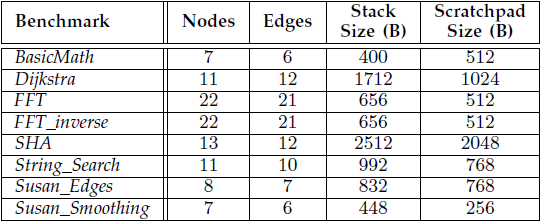 Benchmark Nodes Edges Stack Size (B) Scratchpad Size (B)
BasicMath 7 6 400 512
Dijkstra 11 12 1712 1024
FFT 22 21 656 512
FFT_inverse 22 21 656 512
SHA 13 12 2512 2048
String_Search 11 10 992 768
Susan_Edges 8 7 832 768
Susan_Smoothing 7 6 448 256